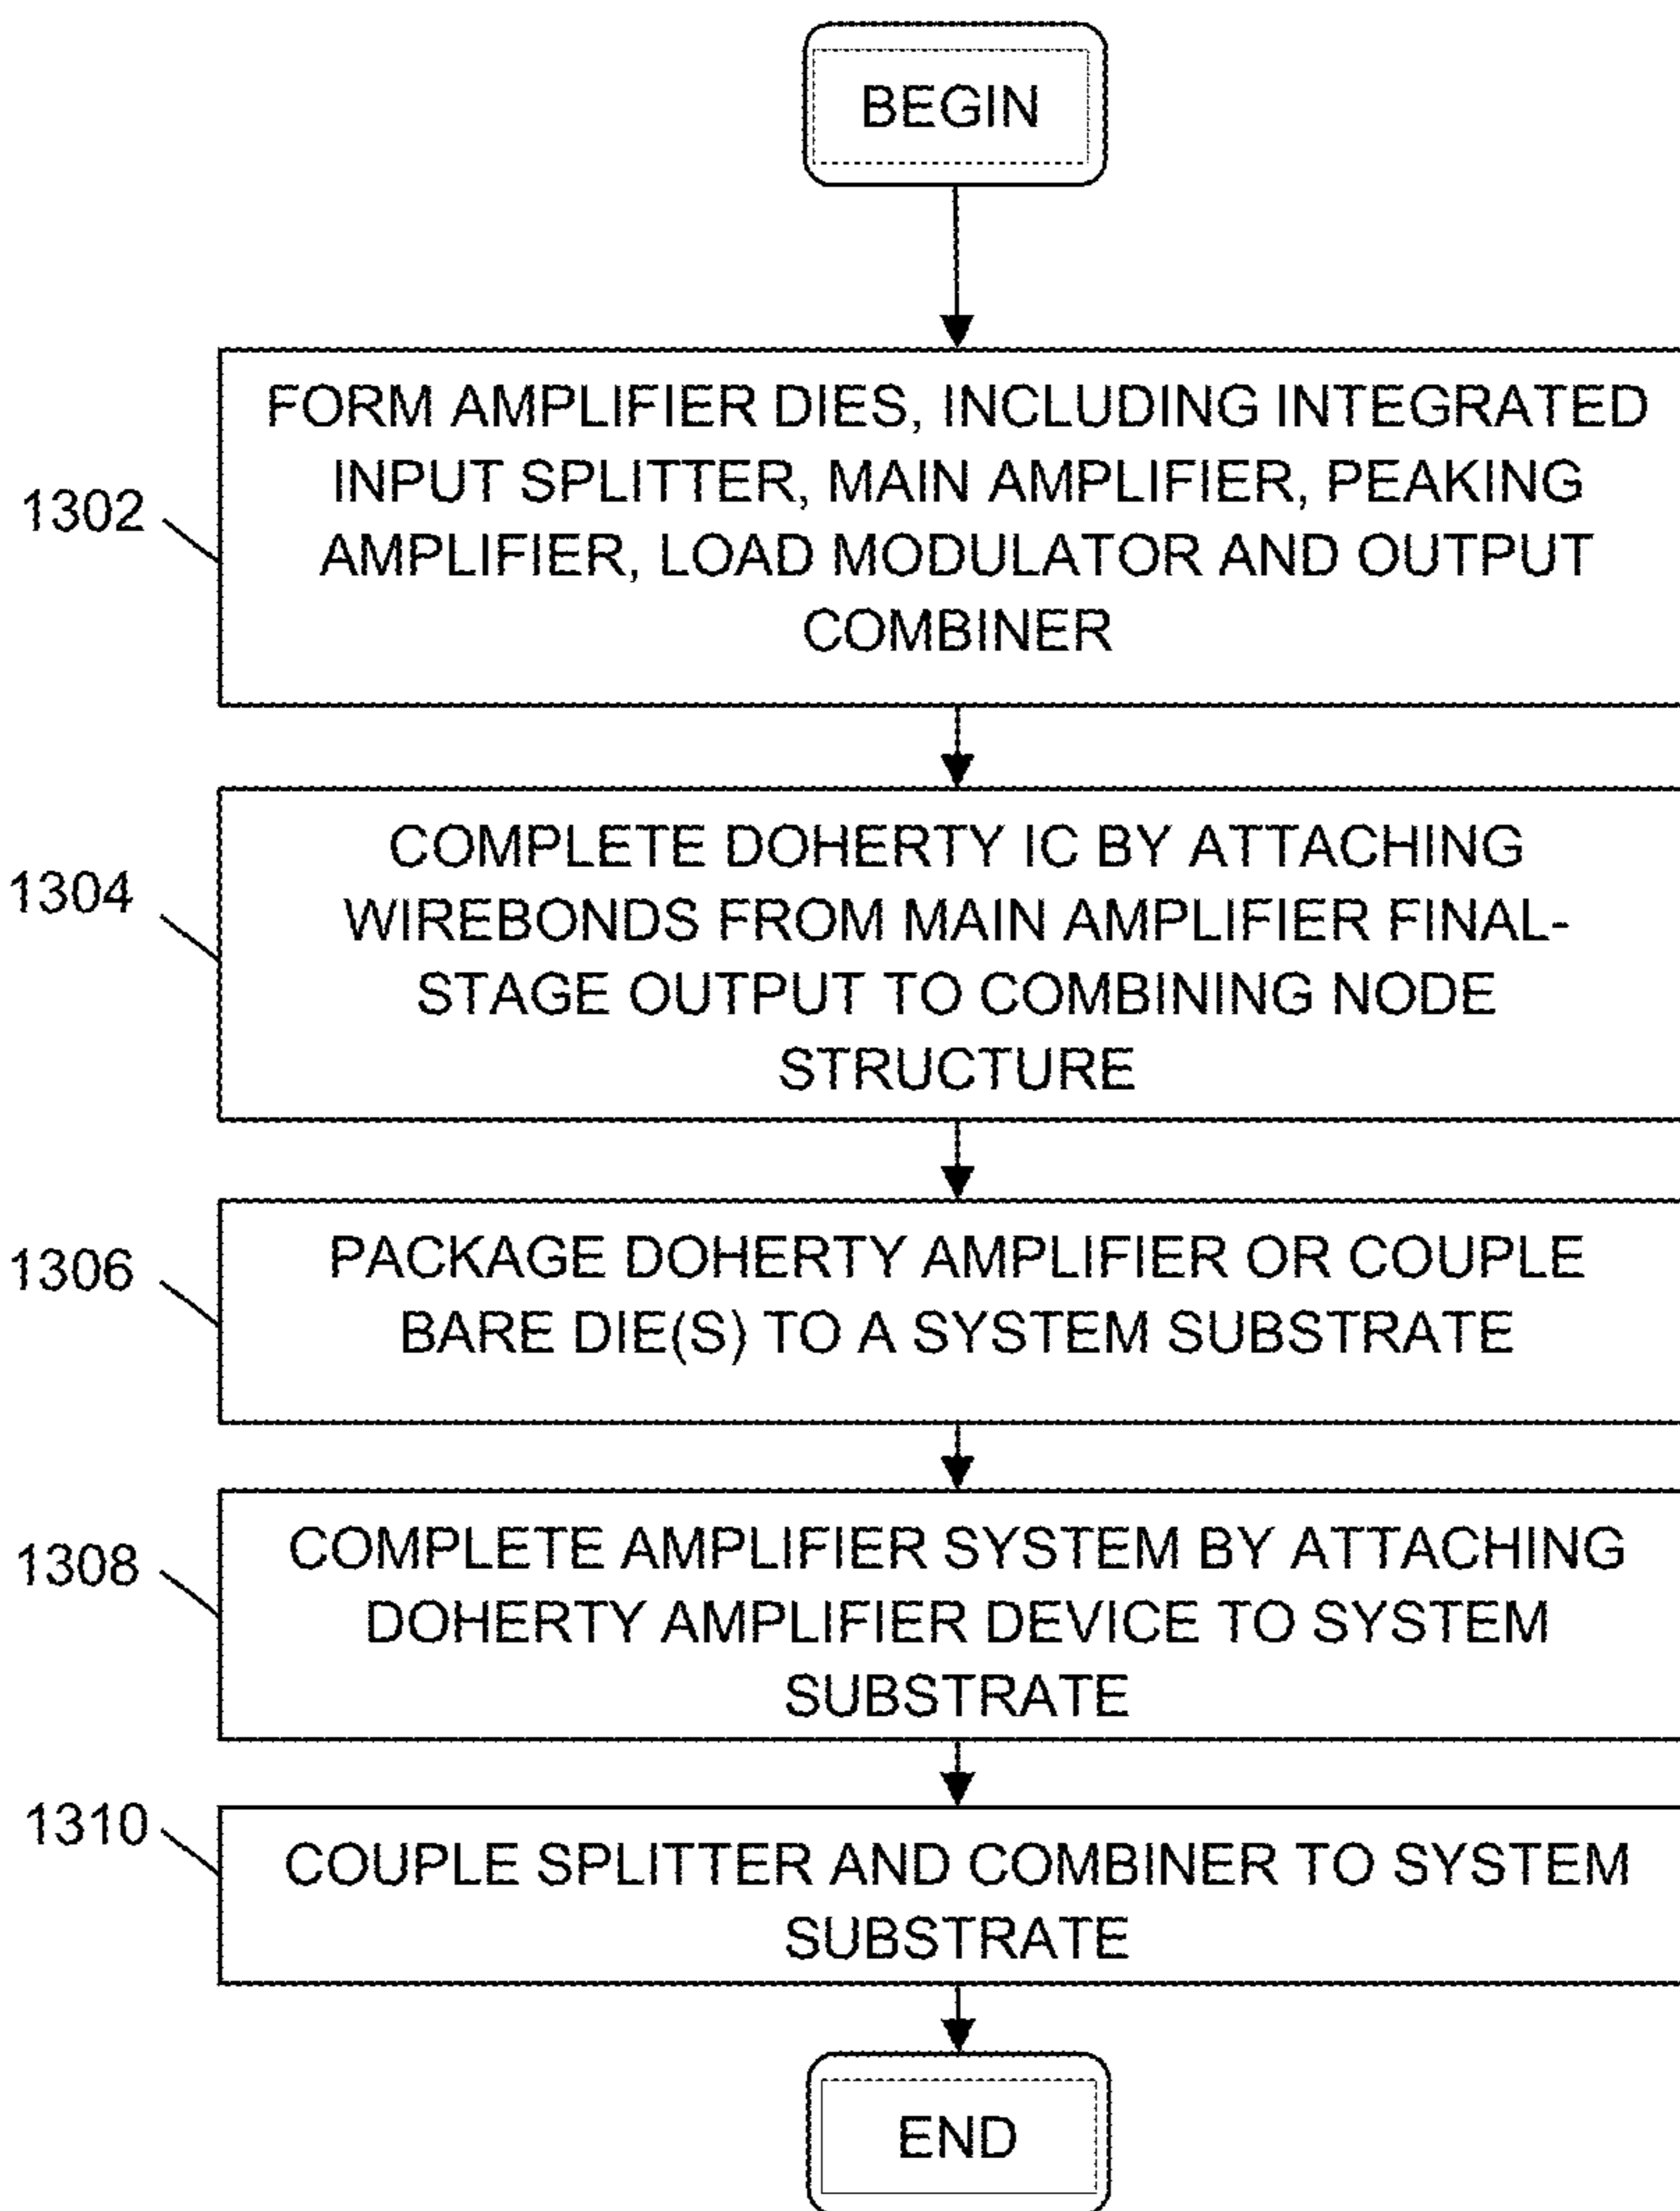 BEGIN
1302
FORM AMPLIFIER DIES, INCLUDING INTEGRATED
INPUT SPLITTER, MAIN AMPLIFIER, PEAKING
AMPLIFIER, LOAD MODULATOR AND OUTPUT
COMBINER
1304
COMPLETE DOHERTY IC BY ATTACHING
WIREBONDS FROM MAIN AMPLIFIER FINAL-
STAGE OUTPUT TO COMBINING NODE
STRUCTURE
1306
PACKAGE DOHERTY AMPLIFIER OR COUPLE
BARE DIE(S) TO A SYSTEM SUBSTRATE
1308
COMPLETE AMPLIFIER SYSTEM BY ATTACHING
DOHERTY AMPLIFIER DEVICE TO SYSTEM
SUBSTRATE
1310
COUPLE SPLITTER AND COMBINER TO SYSTEM
SUBSTRATE
END